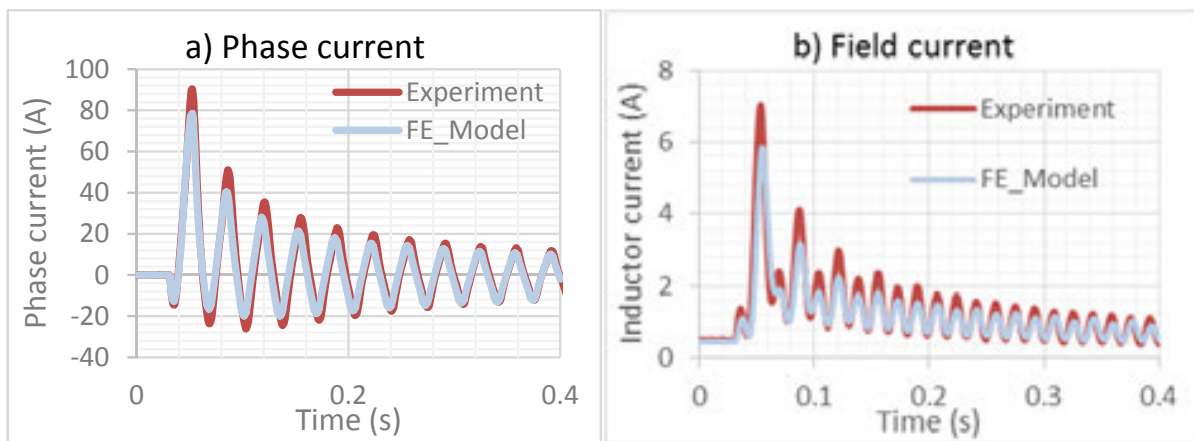 a) Phase current
100
80
60
40
20
0
-20
-40
Phase current (A)
Experiment
FE_Model
0
0.2
0.4
Time (s)
b) Field current
8
6
4
2
0
Inductor current (A)
Experiment
FE_Model
0
0.1
0.2
0.3
0.4
Time (s)